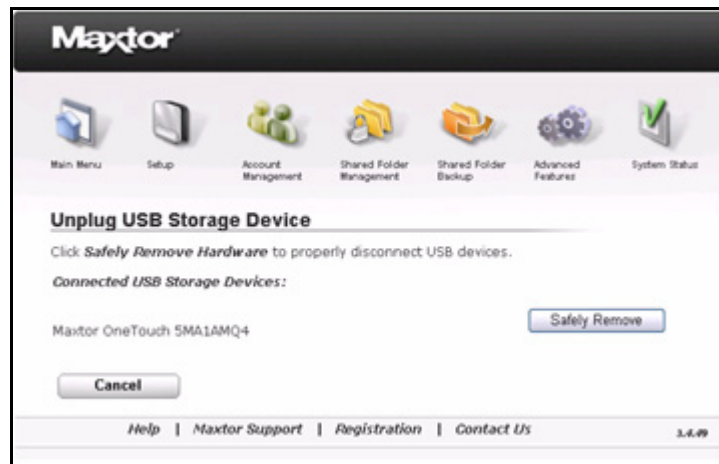 Maxtor
Main Menu
Setup
Account Management
Shared Folder Management
Shared Folder Backup
Advanced Features
System Status
Unplug USB Storage Device
Click Safely Remove Hardware to properly disconnect USB devices.
Connected USB Storage Devices:
Maxtor OneTouch 5MA1AMQ4
Safely Remove
Cancel
Help | Maxtor Support | Registration | Contact Us
3.4.49